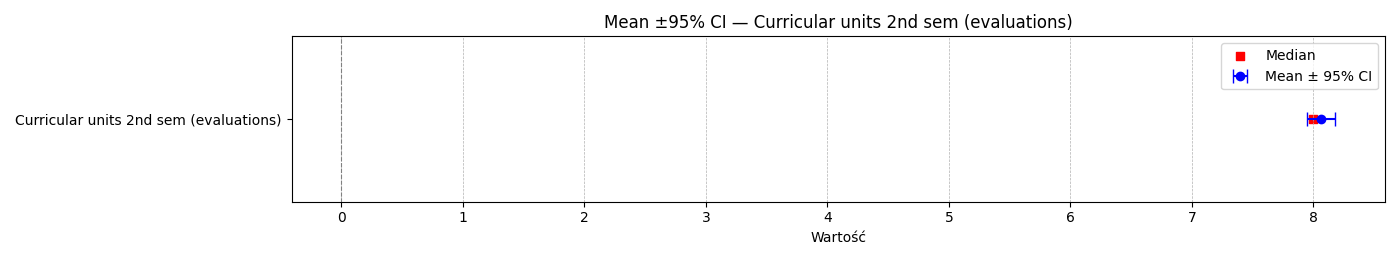 Mean ±95% CI — Curricular units 2nd sem (evaluations)
Median
Mean ± 95% CI
Curricular units 2nd sem (evaluations)
0 1 2 3 4 5 6 7 8
Wartość